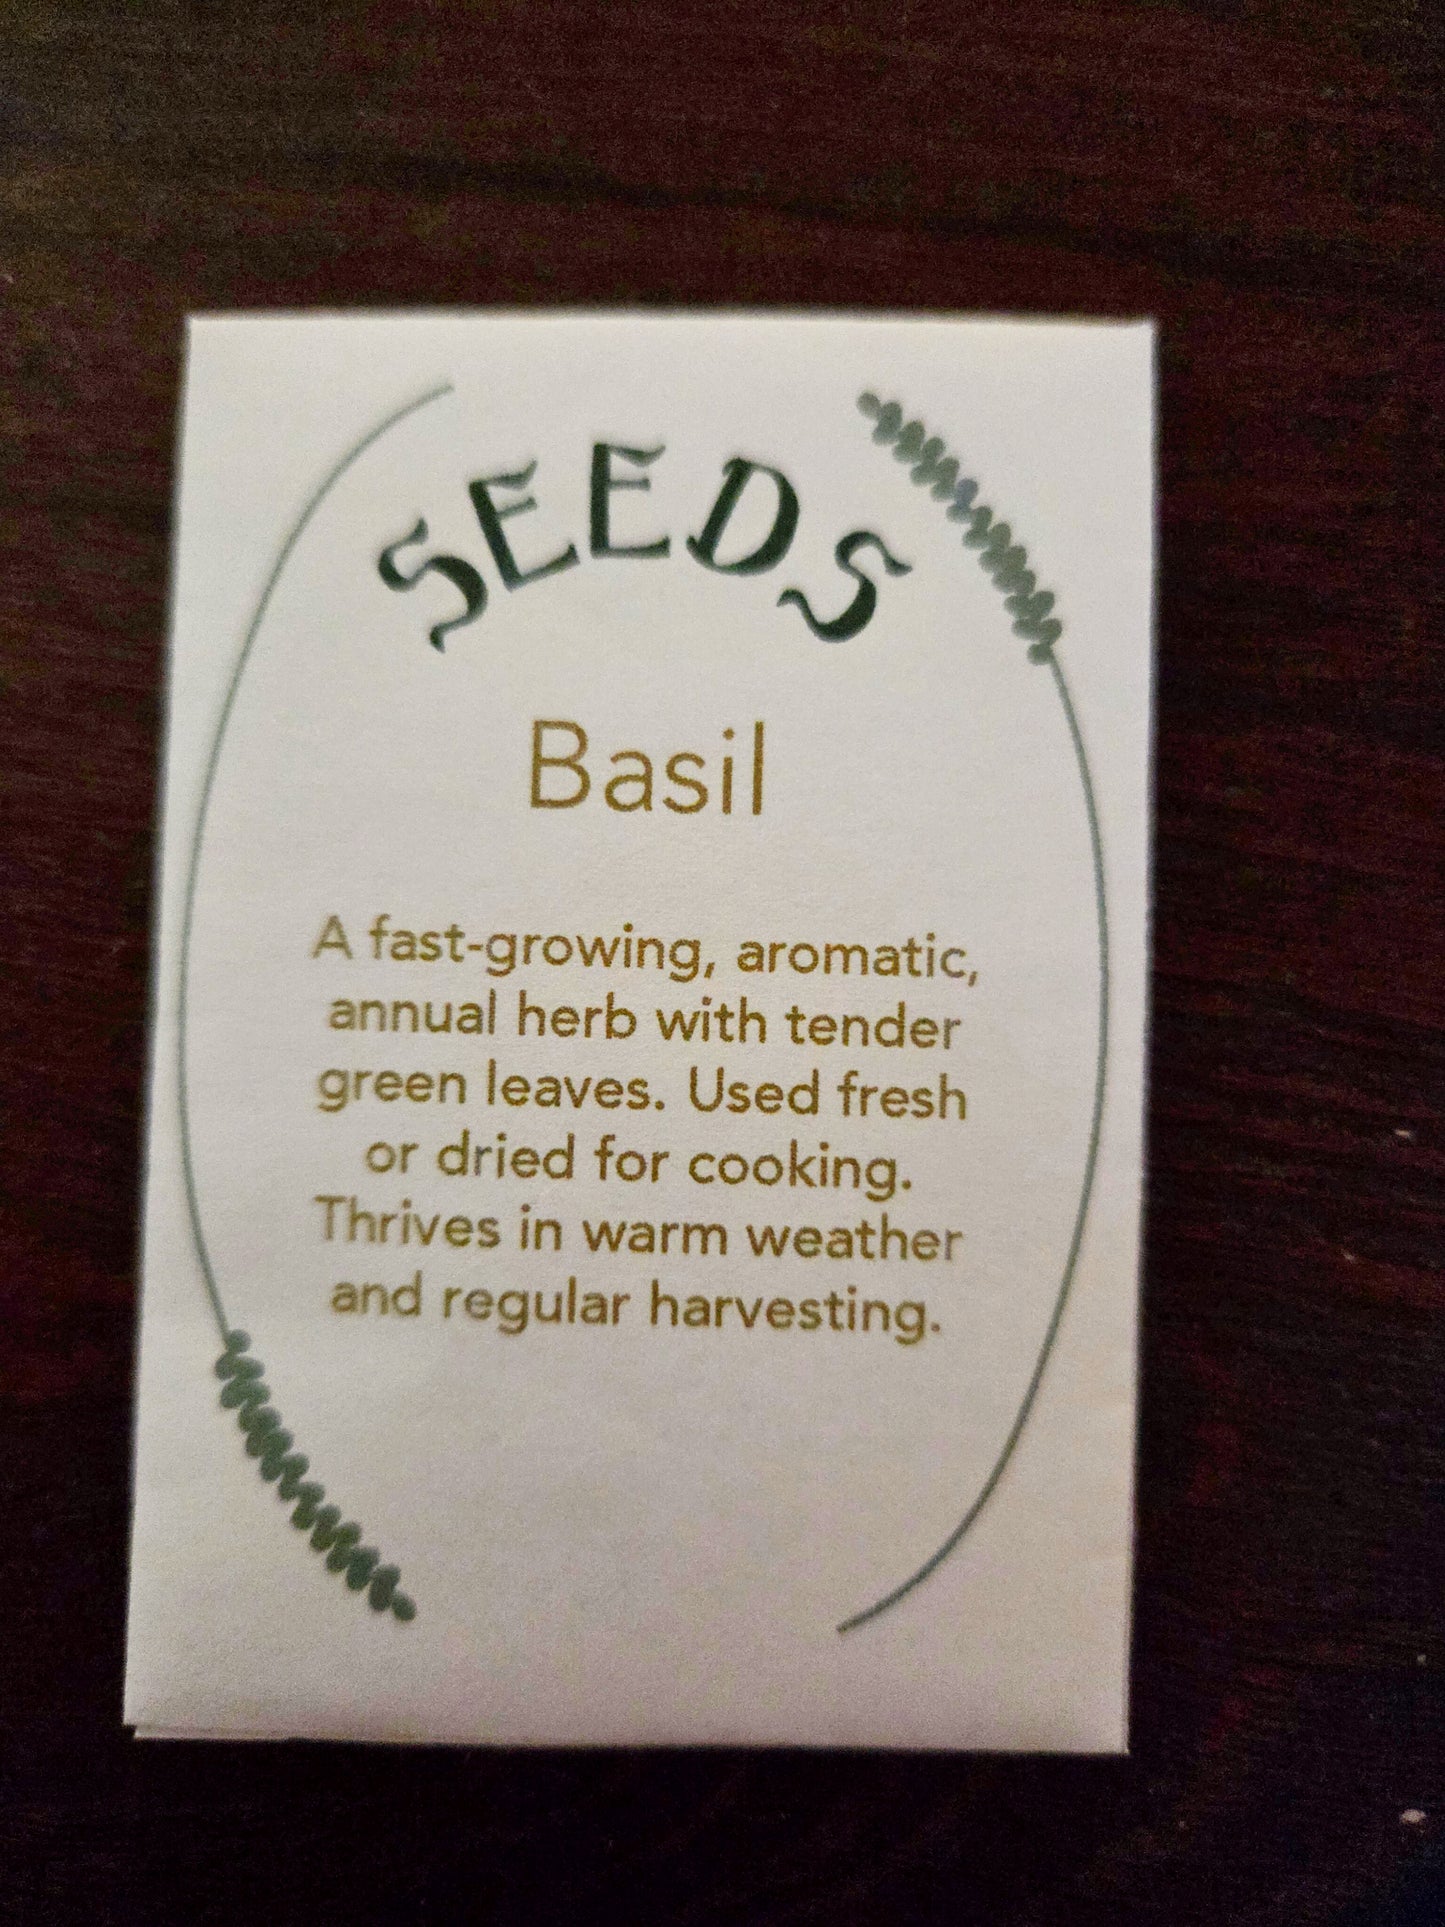 SEEDS
Basil
A fast-growing, aromatic,
annual herb with tender
green leaves. Used fresh
or dried for cooking.
Thrives in warm weather
and regular harvesting.